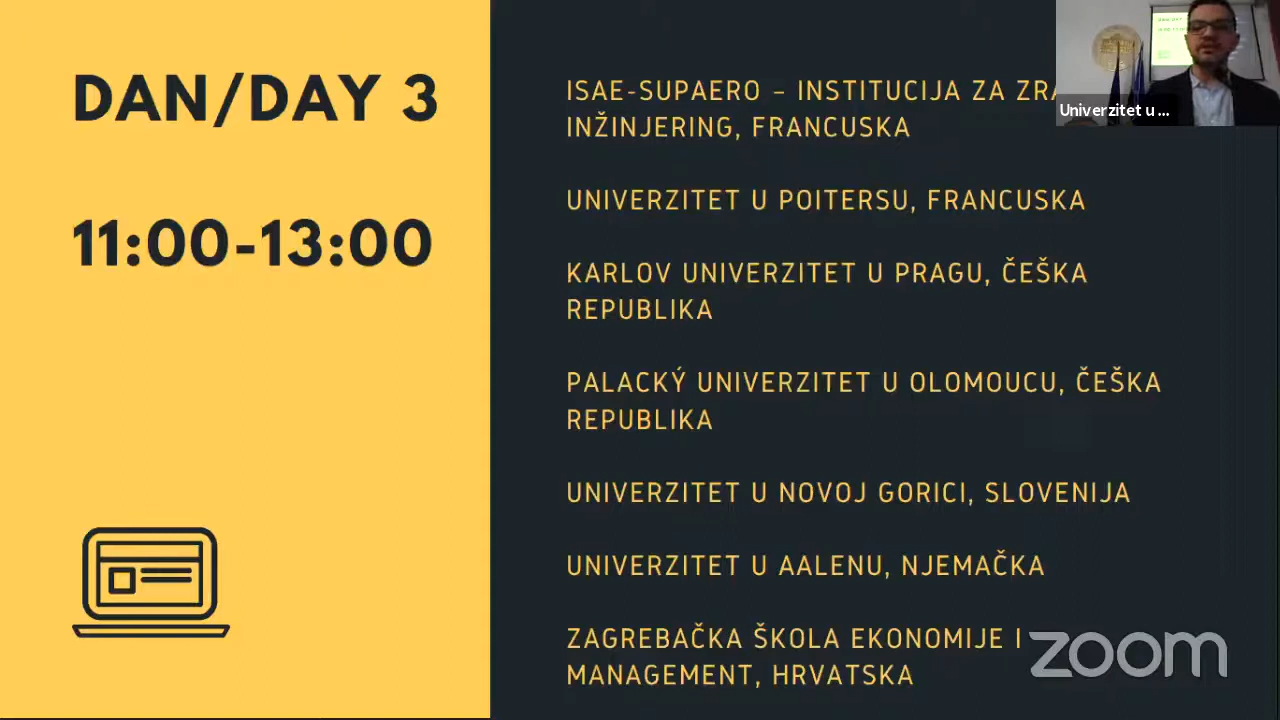 DAN/DAY 3
11:00-13:00
ISAE-SUPAERO – INSTITUCIJA ZA
INŽINJERING, FRANCUSKA
UNIVERZITET U POITERSU, FRANCUSKA
KARLOV UNIVERZITET U PRAGU, ČEŠKA
REPUBLIKA
PALACKÝ UNIVERZITET U OLOMOUCU, ČEŠKA
REPUBLIKA
UNIVERZITET U NOVOJ GORICI, SLOVENIJA
UNIVERZITET U AALENU, NJEMAČKA
ZAGREBAČKA ŠKOLA EKONOMIJE I
MANAGEMENT, HRVATSKA
Univerzitet u ...
zoom